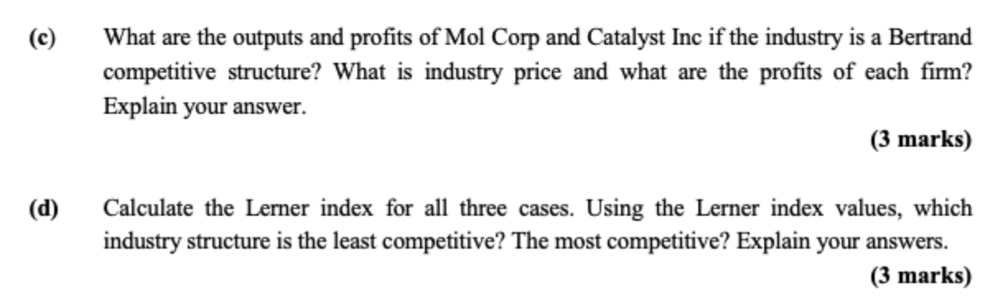 (c) What are the outputs and profits of Mol Corp and Catalyst Inc if the industry is a Bertrand
competitive structure? What is industry price and what are the profits of each firm?
Explain your answer.
(3 marks)
(d) Calculate the Lerner index for all three cases. Using the Lerner index values, which
industry structure is the least competitive? The most competitive? Explain your answers.
(3 marks)